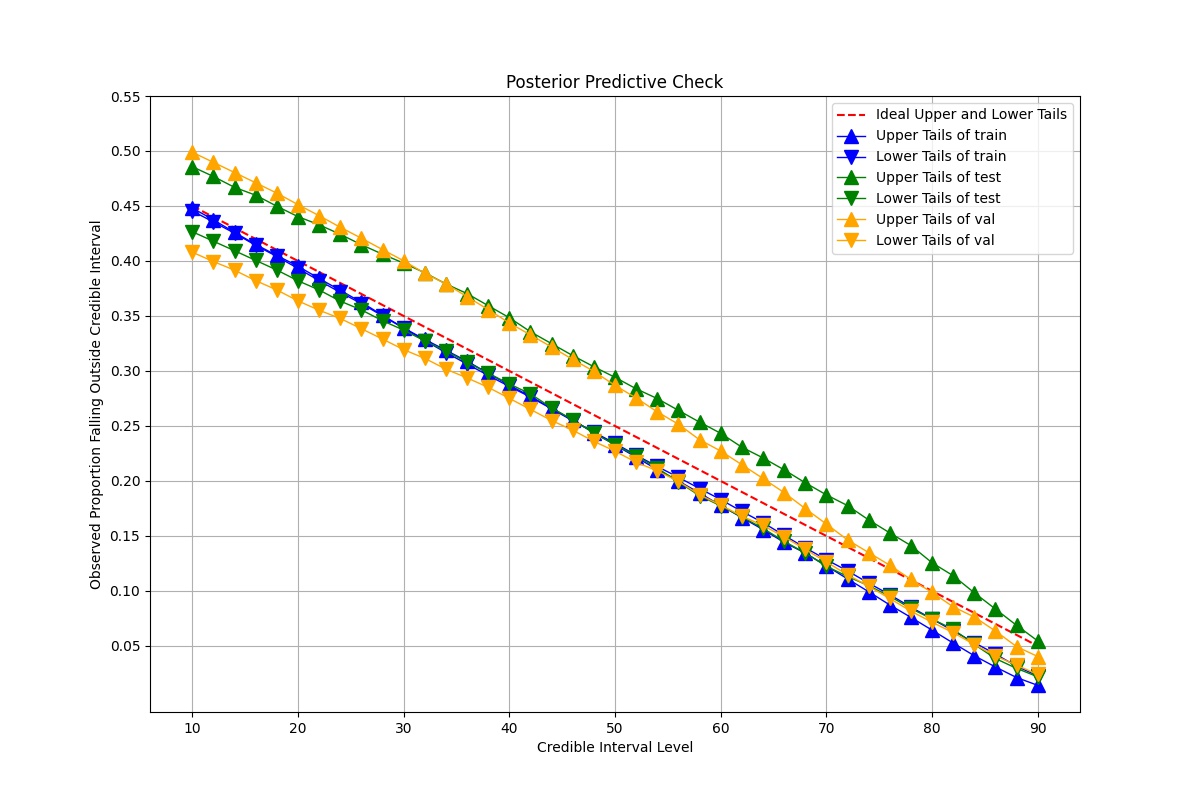 Posterior Predictive Check
Observed Proportion Falling Outside Credible Interval
0.55
0.50
0.45
0.40
0.35
0.30
0.25
0.20
0.15
0.10
0.05
Ideal Upper and Lower Tails
Upper Tails of train
Lower Tails of train
Upper Tails of test
Lower Tails of test
Upper Tails of val
Lower Tails of val
10 20 30 40 50 60 70 80 90
Credible Interval Level